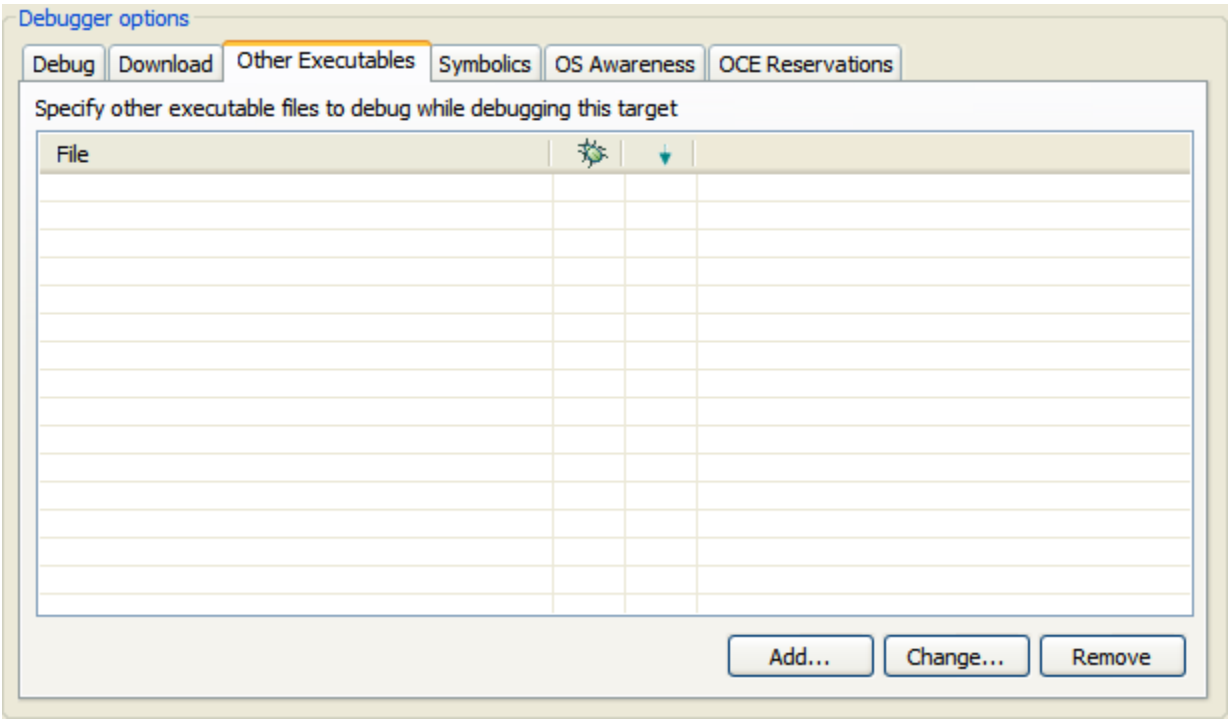 Debugger options
Debug Download Other Executables Symbolics OS Awareness OCE Reservations
Specify other executable files to debug while debugging this target
File
Add... Change... Remove